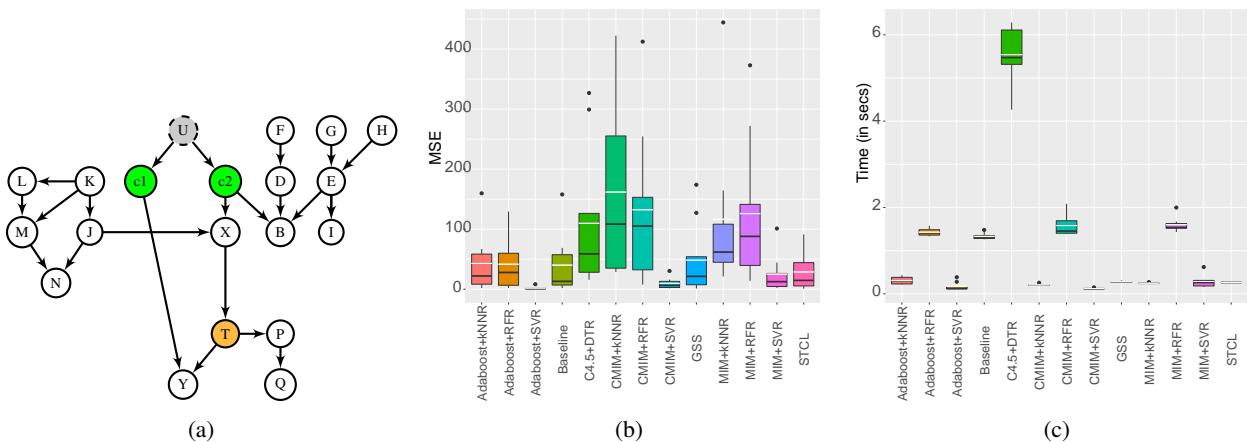 U
F
G
H
L
K
c1
c2
D
E
M
J
X
B
I
N
T
P
Y
Q
(a)
MSE
400
300
200
100
0
Adaboost+kNNR
Adaboost+RFR
Adaboost+SVR
Baseline
C4.5+DTR
CMIM+kNNR
CMIM+RFR
CMIM+SVR
GSS
MIM+kNNR
MIM+RFR
MIM+SVR
STCL
(b)
Time (in secs)
6
4
2
0
Adaboost+kNNR
Adaboost+RFR
Adaboost+SVR
Baseline
C4.5+DTR
CMIM+kNNR
CMIM+RFR
CMIM+SVR
GSS
MIM+kNNR
MIM+RFR
MIM+SVR
STCL
(c)